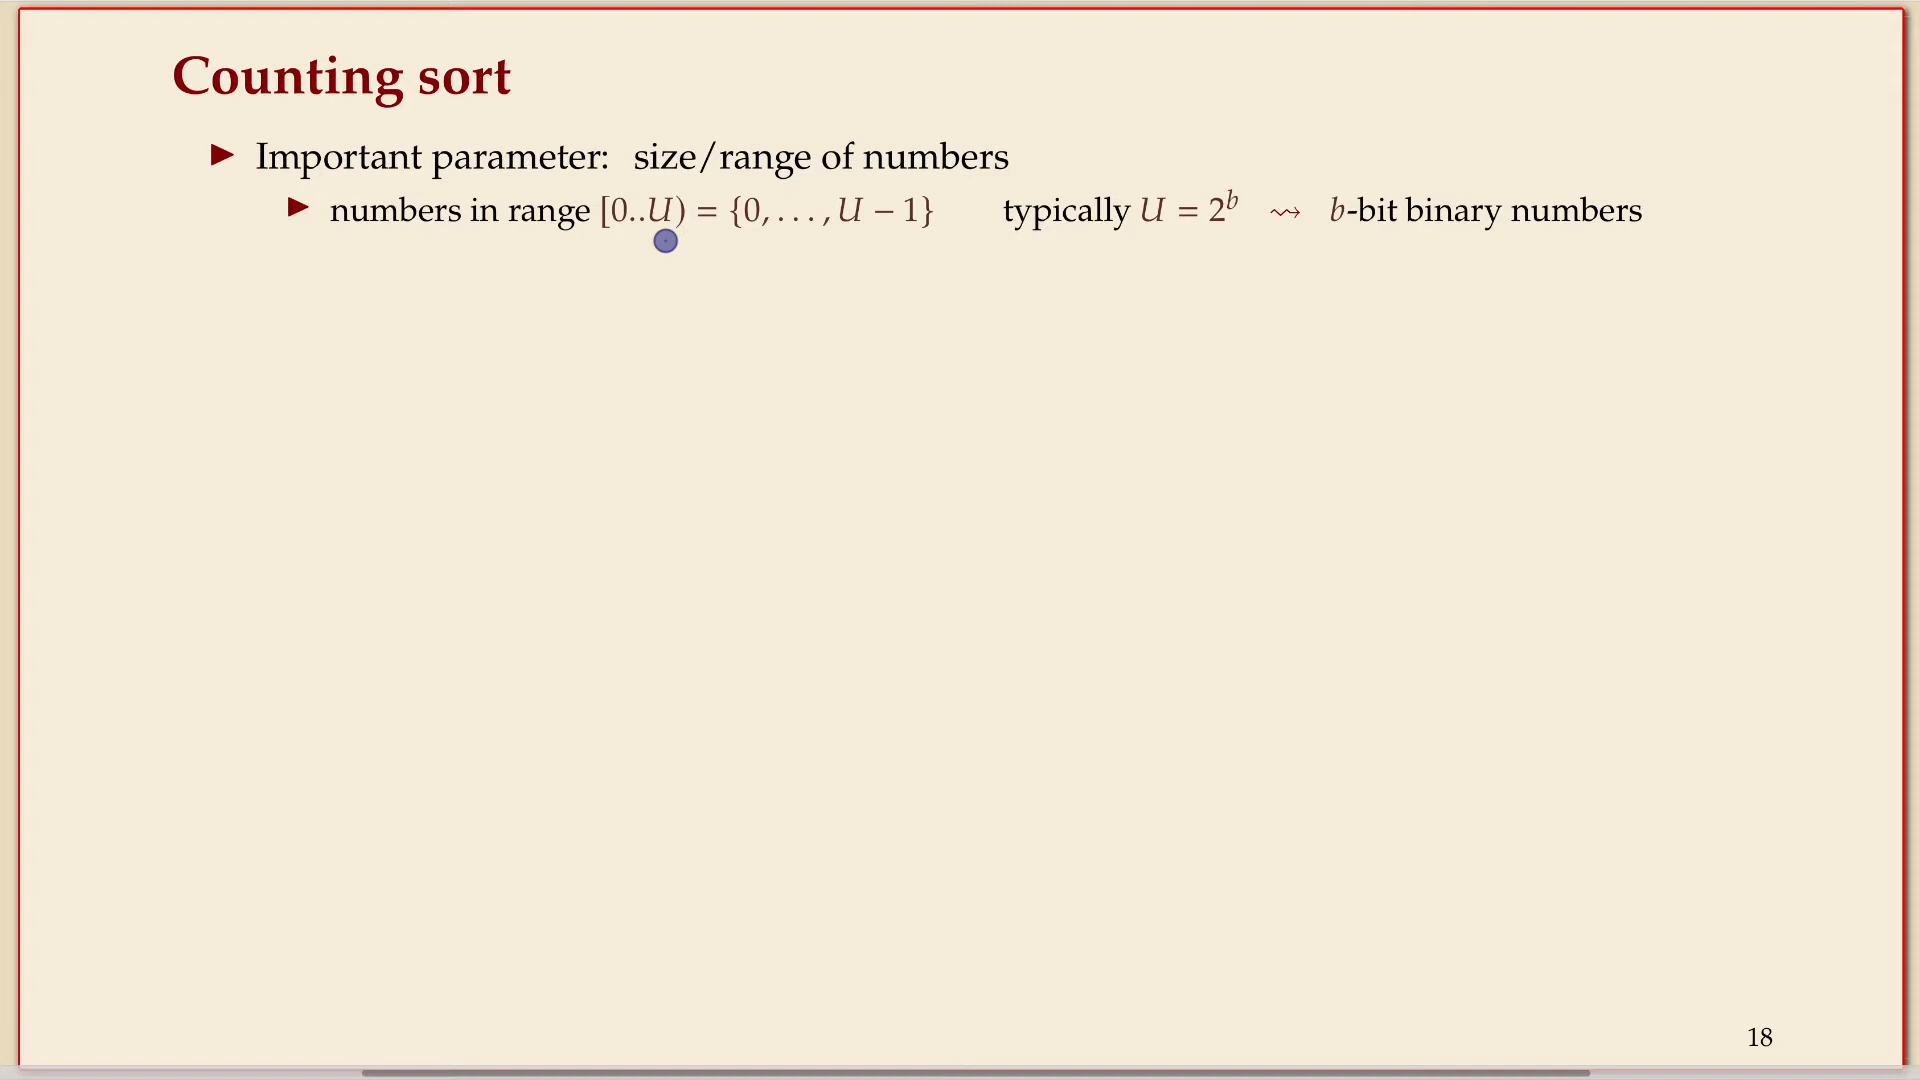 Counting sort
▶ Important parameter: size/range of numbers
▶ numbers in range [0..U) = {0, . . . , U − 1} typically U = 2^b ⇝ b-bit binary numbers
18